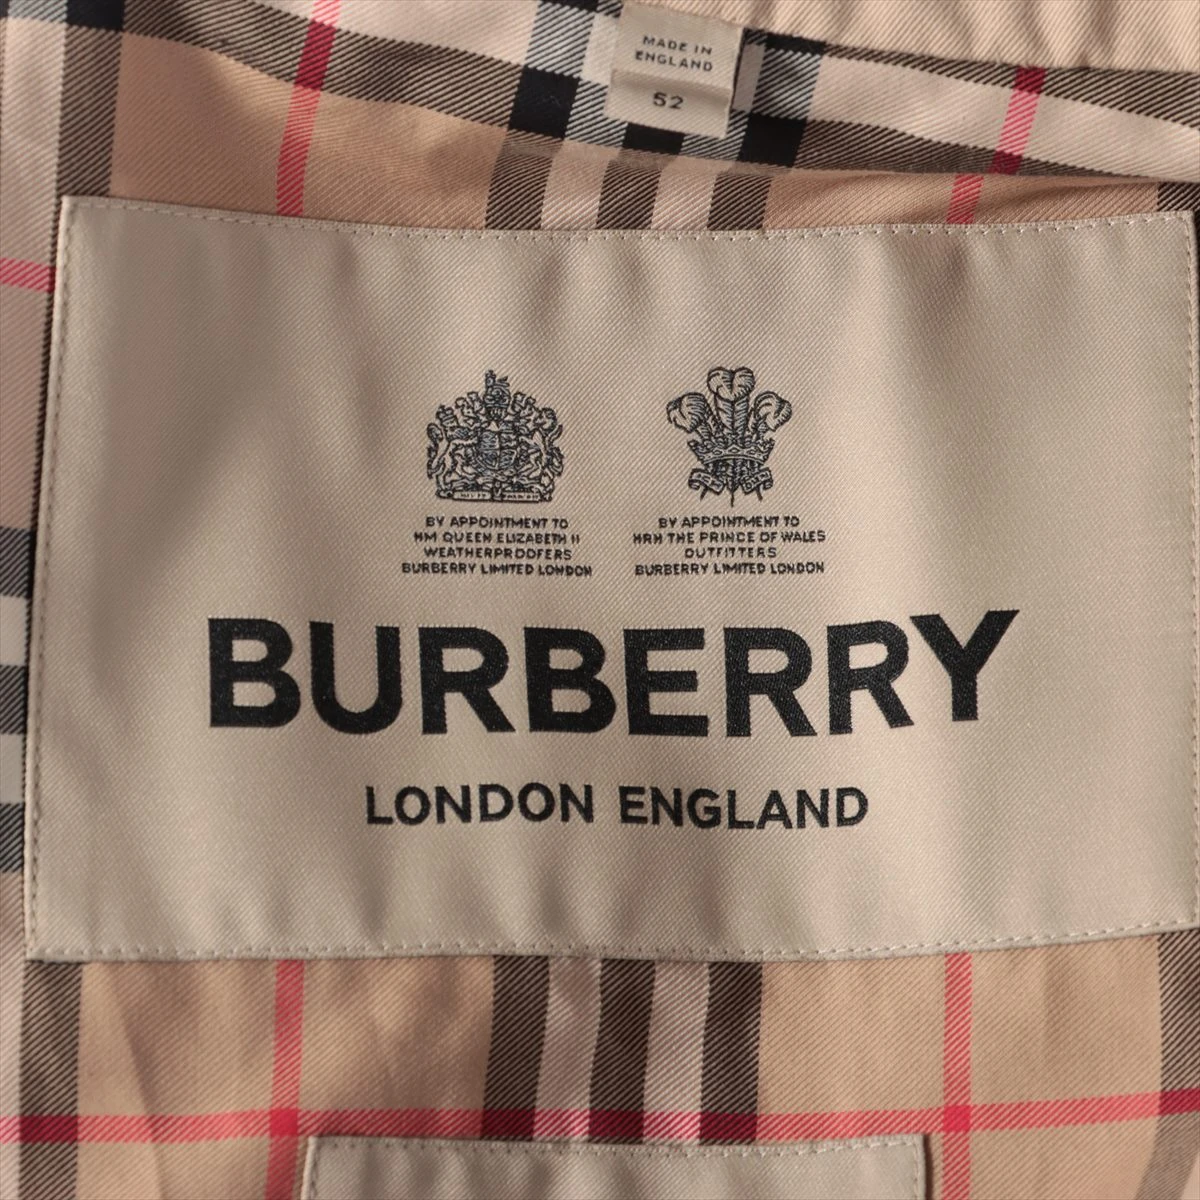 MADE IN
ENGLAND
52
BY APPOINTMENT TO
HM QUEEN ELIZABETH II
WEATHERPROOFERS
BURBERRY LIMITED LONDON
BY APPOINTMENT TO
HRH THE PRINCE OF WALES
OUTFITTERS
BURBERRY LIMITED LONDON
BURBERRY
LONDON ENGLAND